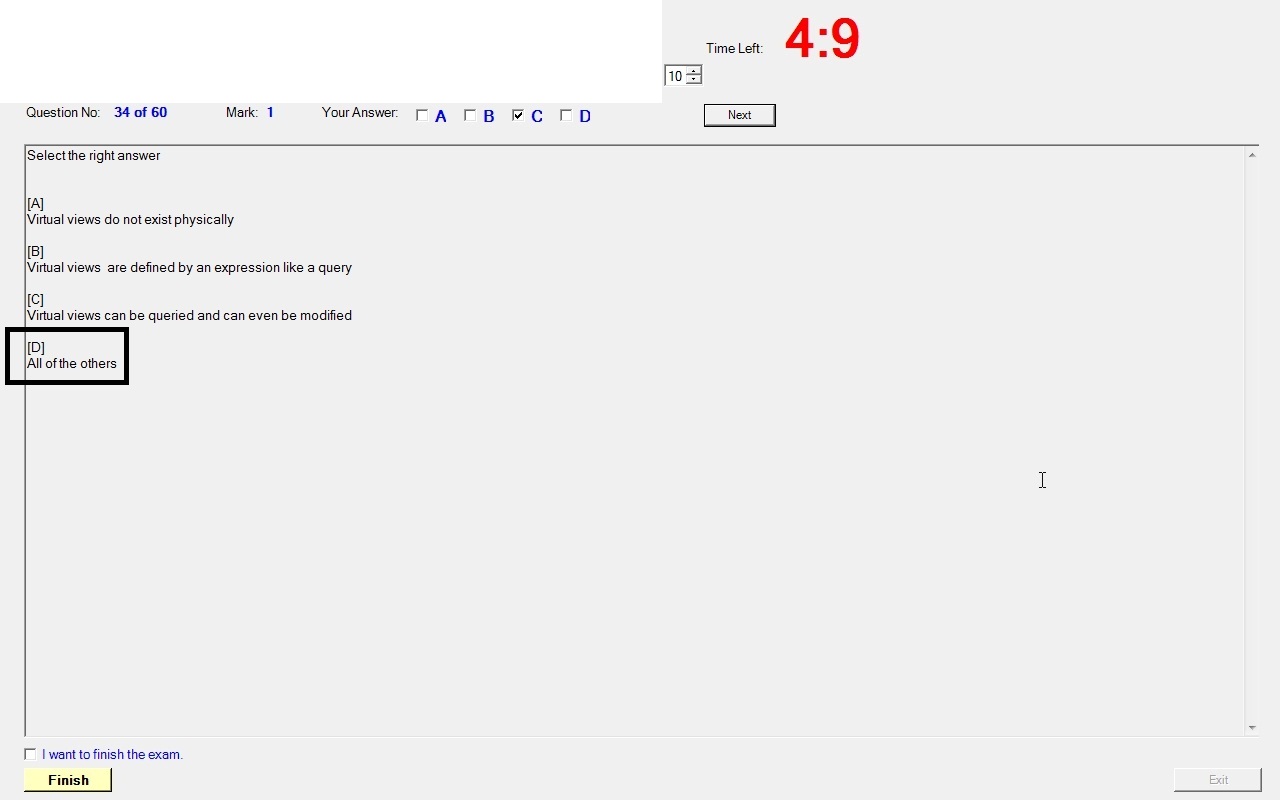 Time Left: 4:9
10
Question No: 34 of 60 Mark: 1 Your Answer: A B C D Next
Select the right answer
[A]
Virtual views do not exist physically
[B]
Virtual views  are defined by an expression like a query
[C]
Virtual views can be queried and can even be modified
[D]
All of the others
I want to finish the exam.
Finish Exit